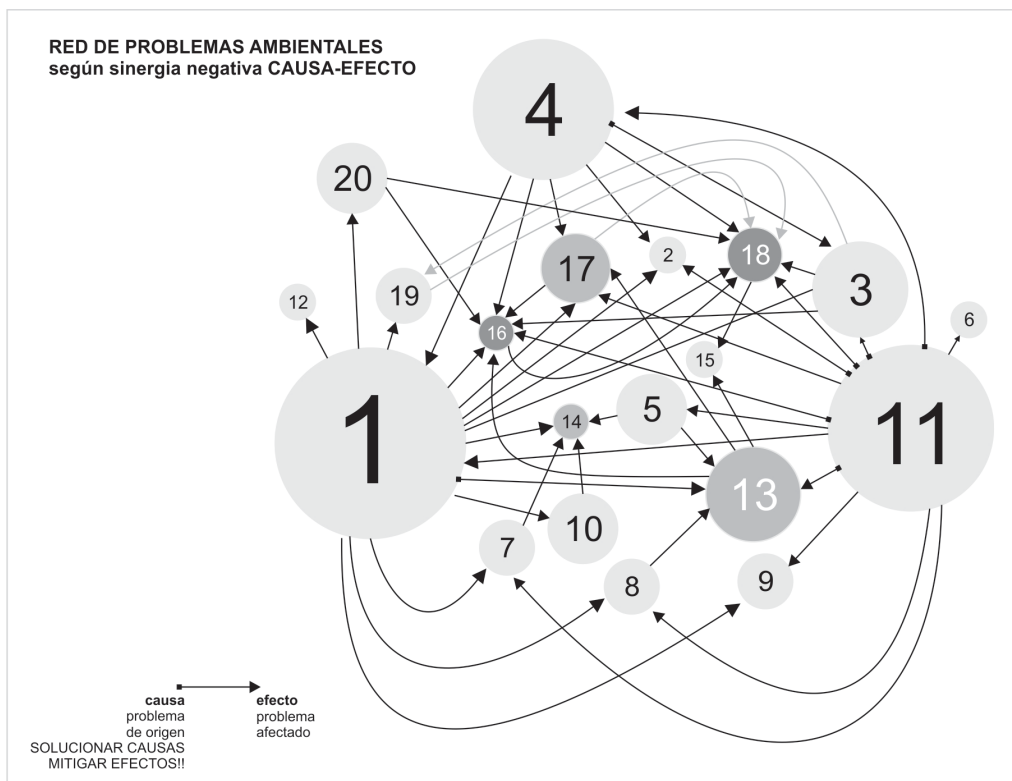 RED DE PROBLEMAS AMBIENTALES
según sinergia negativa CAUSA-EFECTO
4
20
18
2
17
3
19
12
6
16
15
1
5
11
14
13
10
7
9
8
causa
efecto
problema
problema
de origen
afectado
SOLUCIONAR CAUSAS
MITIGAR EFECTOS!!